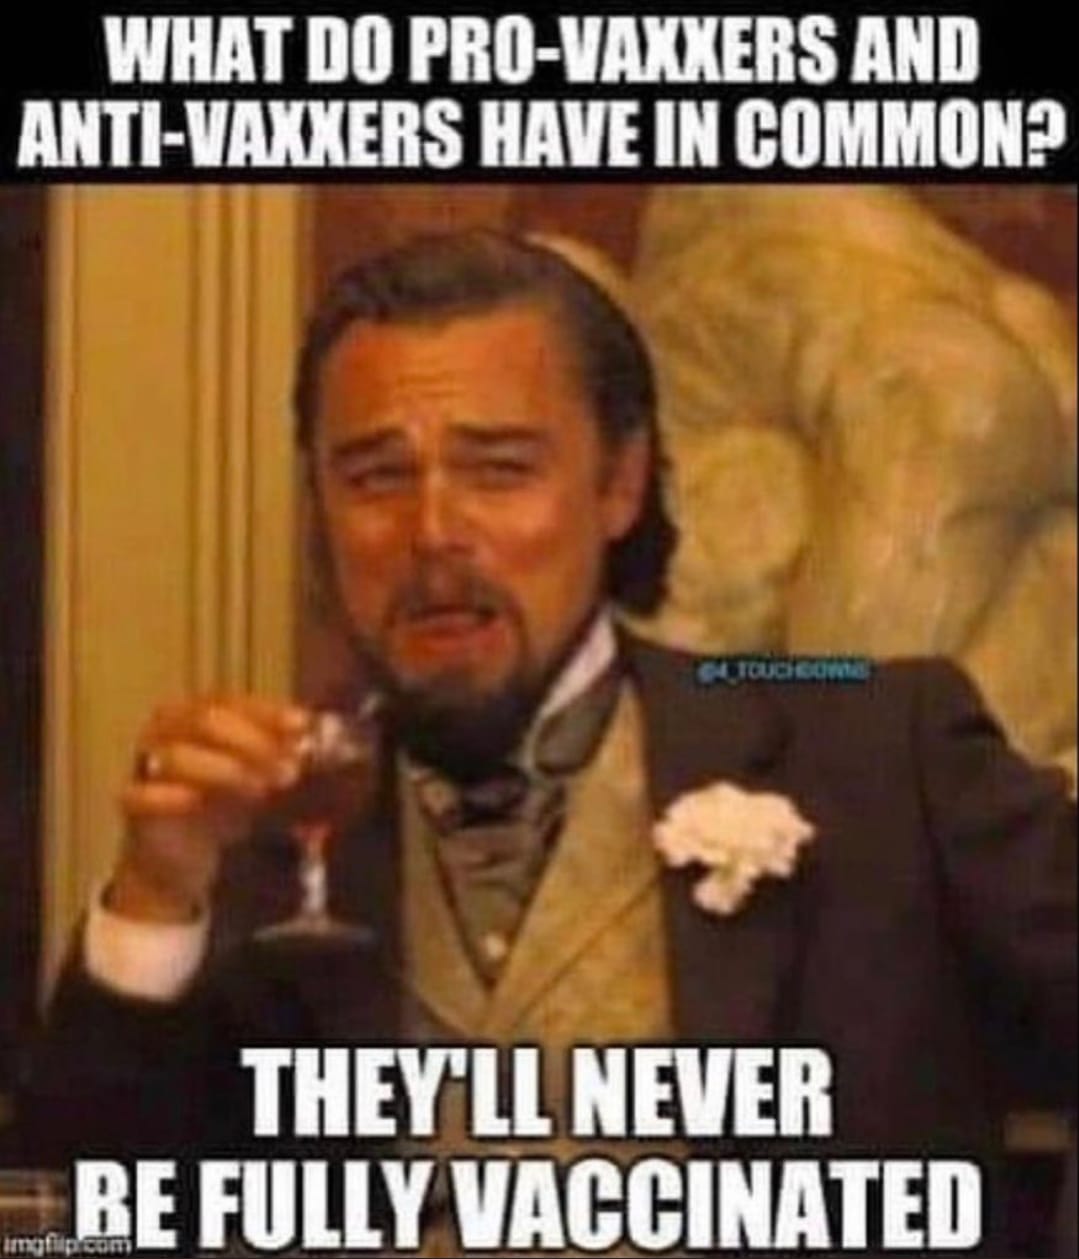 WHAT DO PRO-VAXXERS AND
ANTI-VAXXERS HAVE IN COMMON?
THEY'LL NEVER
BE FULLY VACCINATED
imgflip.com